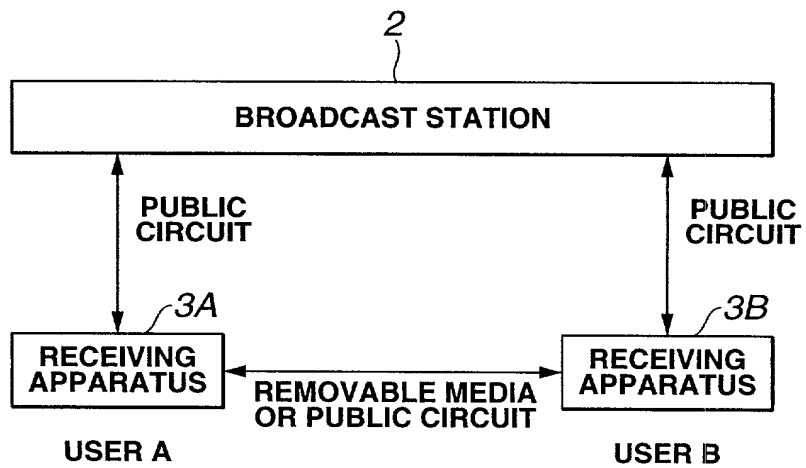 2
BROADCAST STATION
PUBLIC
CIRCUIT
PUBLIC
CIRCUIT
3A
3B
RECEIVING
APPARATUS
REMOVABLE MEDIA
OR PUBLIC CIRCUIT
RECEIVING
APPARATUS
USER A
USER B